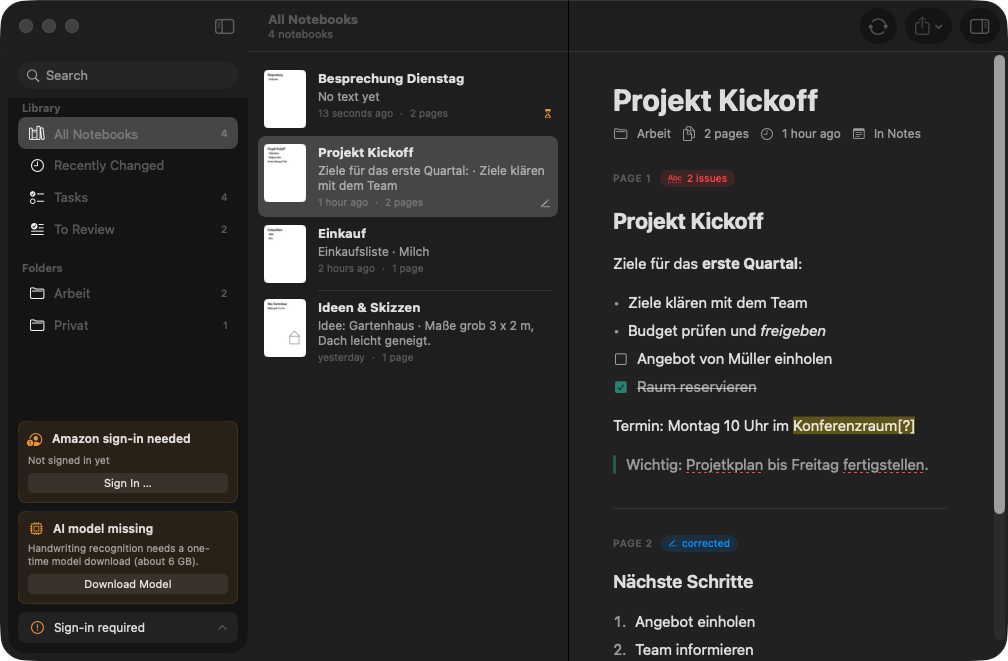 All Notebooks
4 notebooks
Search
Library
All Notebooks 4
Recently Changed
Tasks 4
To Review 2
Folders
Arbeit 2
Privat 1
Amazon sign-in needed
Not signed in yet
Sign In ...
AI model missing
Handwriting recognition needs a one-
time model download (about 6 GB).
Download Model
Sign-in required
Besprechung Dienstag
No text yet
13 seconds ago · 2 pages
Projekt Kickoff
Ziele für das erste Quartal: · Ziele klären
mit dem Team
1 hour ago · 2 pages
Einkauf
Einkaufsliste · Milch
2 hours ago · 1 page
Ideen & Skizzen
Idee: Gartenhaus · Maße grob 3 x 2 m,
Dach leicht geneigt.
yesterday · 1 page
Projekt Kickoff
Arbeit 2 pages 1 hour ago In Notes
PAGE 1 Abc 2 issues
Projekt Kickoff
Ziele für das erste Quartal:
• Ziele klären mit dem Team
• Budget prüfen und freigeben
Angebot von Müller einholen
Raum reservieren
Termin: Montag 10 Uhr im Konferenzraum[?]
Wichtig: Projetkplan bis Freitag fertigstellen.
PAGE 2 corrected
Nächste Schritte
1. Angebot einholen
2. Team informieren